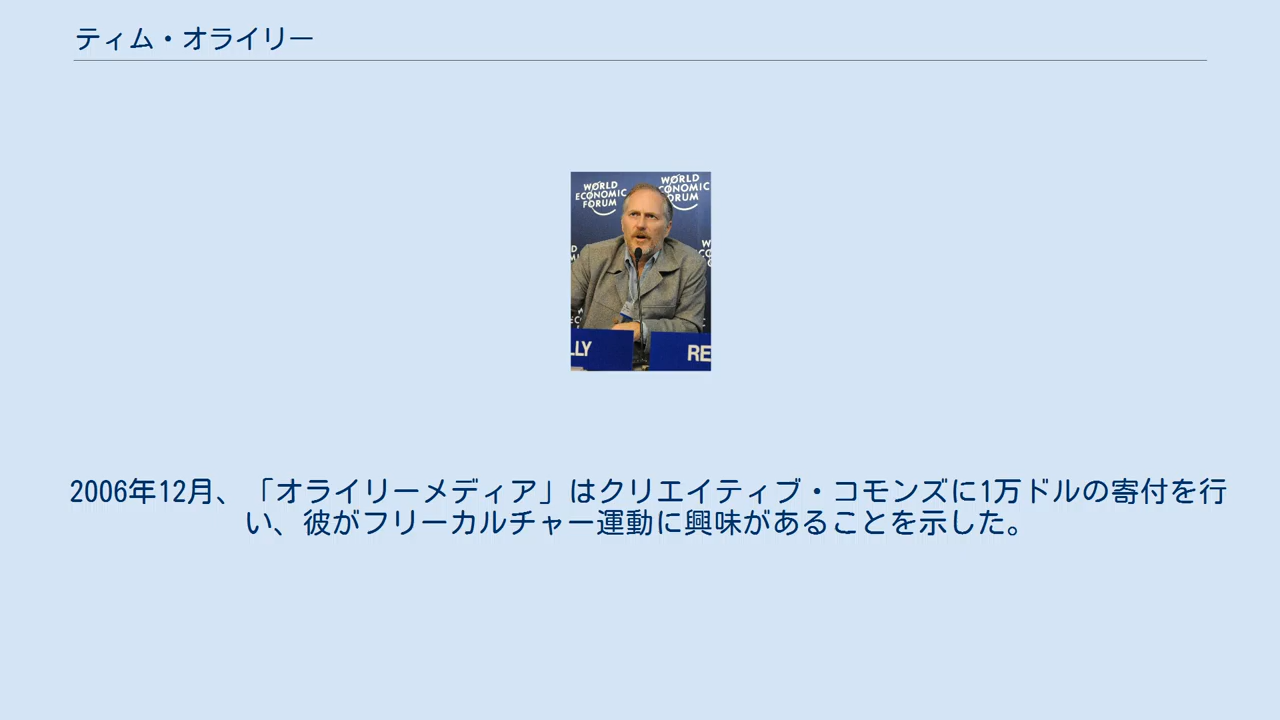 ティム・オライリー
WORLD
ECONOMIC
FORUM
WORLD
ECONOMIC
FORUM
LLY
RE
2006年12月、「オライリーメディア」はクリエイティブ・コモンズに1万ドルの寄付を行
い、彼がフリーカルチャー運動に興味があることを示した。